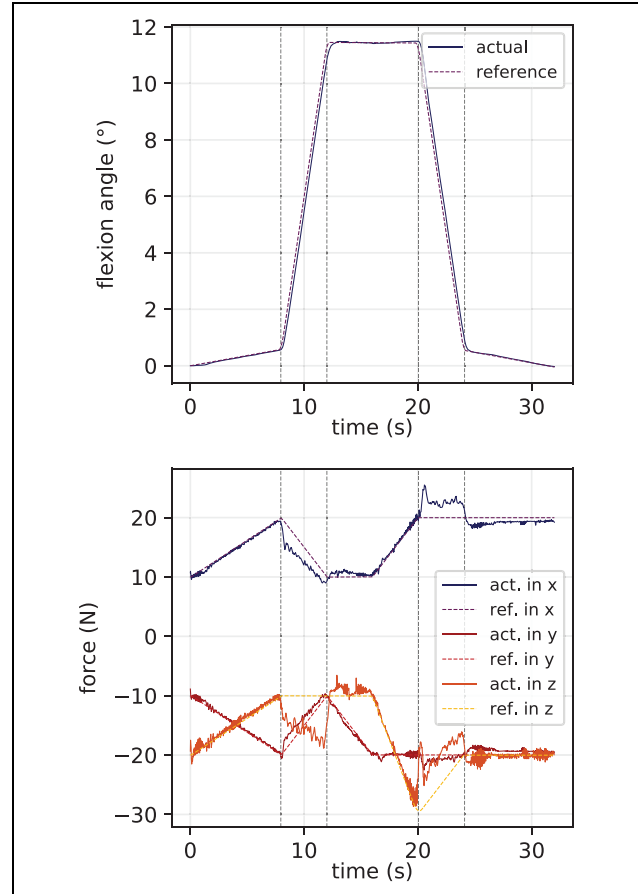 12
10
8
6
4
2
0
flexion angle (°)
actual
reference
0 10 20 30
time (s)
20
10
0
−10
−20
−30
force (N)
act. in x
ref. in x
act. in y
ref. in y
act. in z
ref. in z
0 10 20 30
time (s)